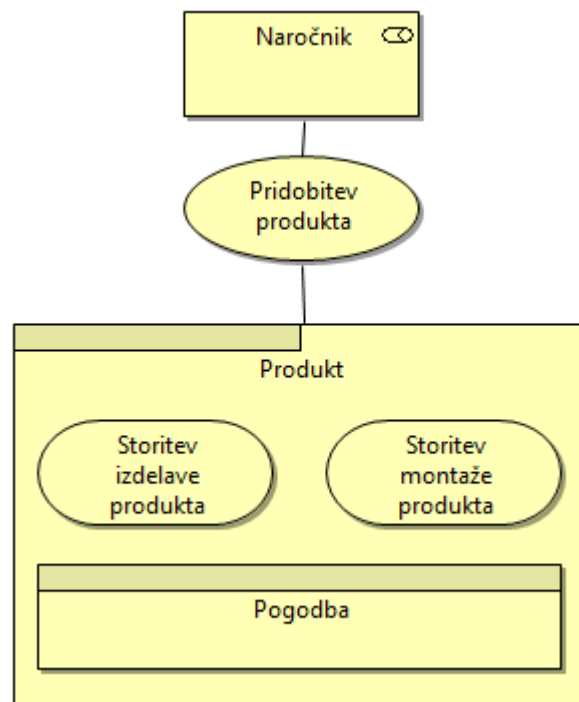 Naročnik
Pridobitev
produkta
Produkt
Storitev
izdelave
produkta
Storitev
montaže
produkta
Pogodba